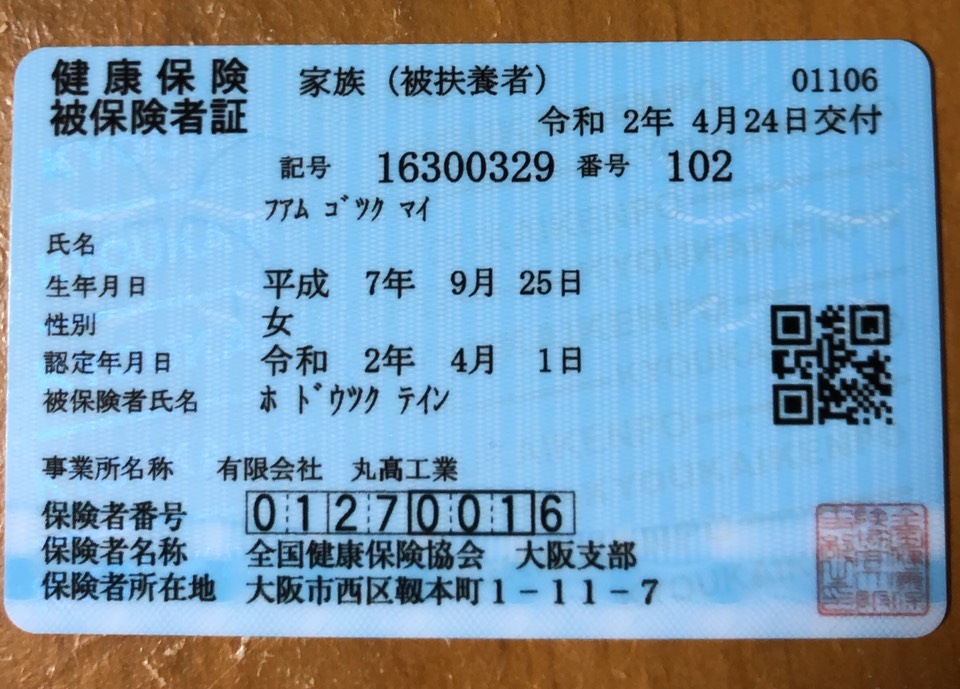 健康保険 家族（被扶養者） 01106
被保険者証 令和 2年 4月24日交付
記号 16300329 番号 102
ﾌｱﾑ ｺﾞﾂｸ ﾏｲ
氏名
生年月日 平成 7年 9月 25日
性別 女
認定年月日 令和 2年 4月 1日
被保険者氏名 ﾎ ﾄﾞｳﾂｸ ﾃｲﾝ
事業所名称 有限会社 丸髙工業
保険者番号 01270016
保険者名称 全国健康保険協会 大阪支部
保険者所在地 大阪市西区靱本町1－11－7